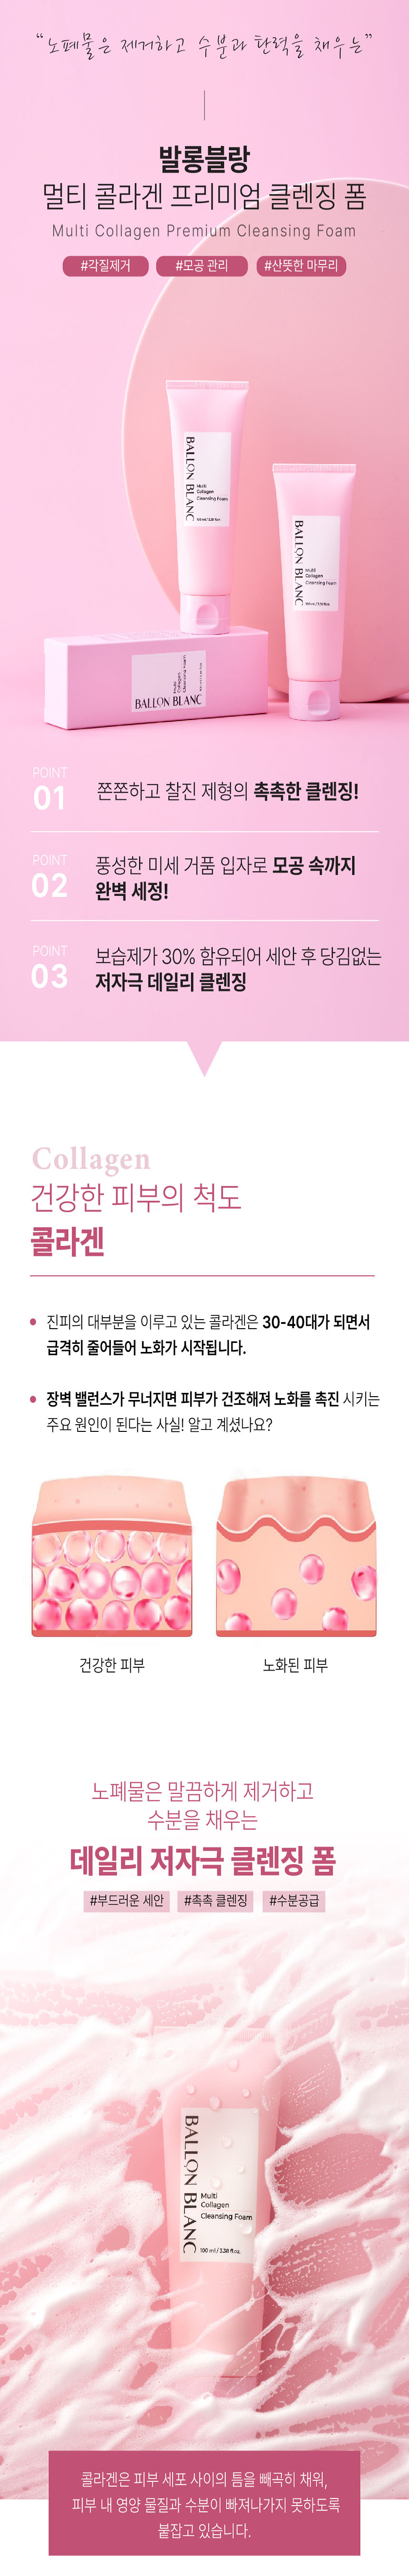 “노폐물은 제거하고 수분과 탄력을 채우는”
발롱블랑
멀티 콜라겐 프리미엄 클렌징 폼
Multi Collagen Premium Cleansing Foam
#각질제거 #모공 관리 #산뜻한 마무리
BALLON BLANC
Multi
Collagen
Cleansing Foam
BALLON BLANC
Multi
Collagen
Cleansing Foam
BALLON BLANC
Multi
Collagen
Cleansing Foam
POINT
01
쫀쫀하고 찰진 제형의 촉촉한 클렌징!
POINT
02
풍성한 미세 거품 입자로 모공 속까지
완벽 세정!
POINT
03
보습제가 30% 함유되어 세안 후 당김없는
저자극 데일리 클렌징
Collagen
건강한 피부의 척도
콜라겐
진피의 대부분을 이루고 있는 콜라겐은 30-40대가 되면서
급격히 줄어들어 노화가 시작됩니다.
장벽 밸런스가 무너지면 피부가 건조해져 노화를 촉진 시키는
주요 원인이 된다는 사실! 알고 계셨나요?
건강한 피부 노화된 피부
노폐물은 말끔하게 제거하고
수분을 채우는
데일리 저자극 클렌징 폼
#부드러운 세안 #촉촉 클렌징 #수분공급
BALLON BLANC
Multi
Collagen
Cleansing Foam
100 ml / 3.38 fl.oz.
콜라겐은 피부 세포 사이의 틈을 빼곡히 채워,
피부 내 영양 물질과 수분이 빠져나가지 못하도록
붙잡고 있습니다.